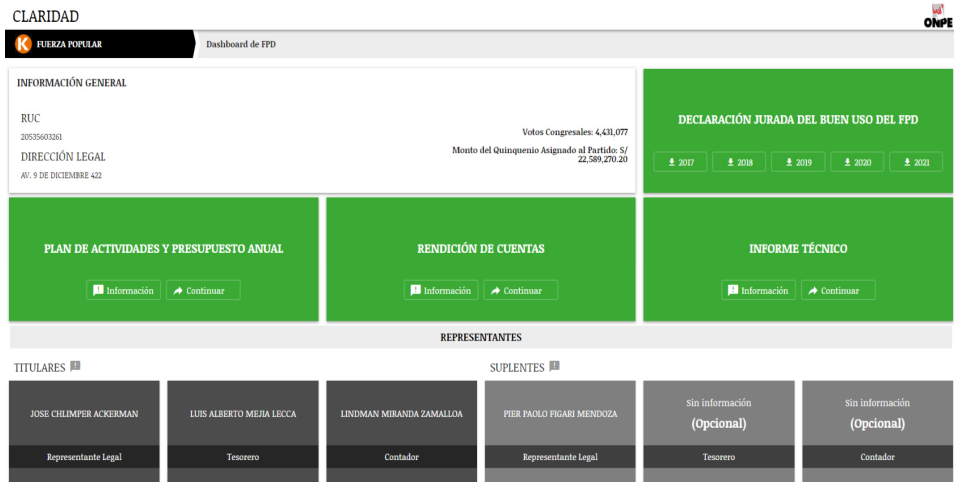 CLARIDAD
ONPE
K FUERZA POPULAR
Dashboard de FPD
INFORMACIÓN GENERAL
RUC
20535603261
DIRECCIÓN LEGAL
AV. 9 DE DICIEMBRE 422
Votos Congresales: 4,431,077
Monto del Quinquenio Asignado al Partido: S/
22,589,270.20
DECLARACIÓN JURADA DEL BUEN USO DEL FPD
2017 2018 2019 2020 2021
PLAN DE ACTIVIDADES Y PRESUPUESTO ANUAL
Información Continuar
RENDICIÓN DE CUENTAS
Información Continuar
INFORME TÉCNICO
Información Continuar
REPRESENTANTES
TITULARES
JOSE CHLIMPER ACKERMAN
Representante Legal
LUIS ALBERTO MEJIA LECCA
Tesorero
LINDMAN MIRANDA ZAMALLOA
Contador
SUPLENTES
PIER PAOLO FIGARI MENDOZA
Representante Legal
Sin información
(Opcional)
Tesorero
Sin información
(Opcional)
Contador